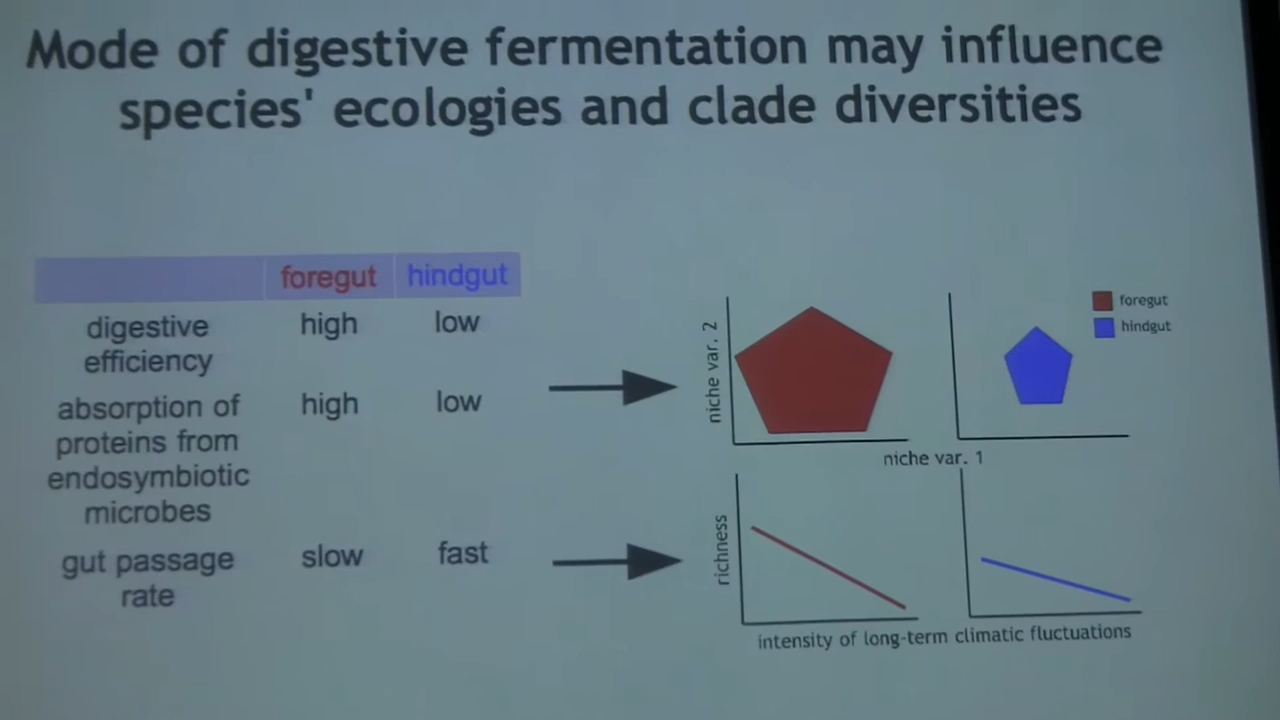 Mode of digestive fermentation may influence
species' ecologies and clade diversities
foregut hindgut
digestive
efficiency
high low
absorption of
proteins from
endosymbiotic
microbes
high low
gut passage
rate
slow fast
niche var. 2
foregut
hindgut
niche var. 1
richness
intensity of long-term climatic fluctuations